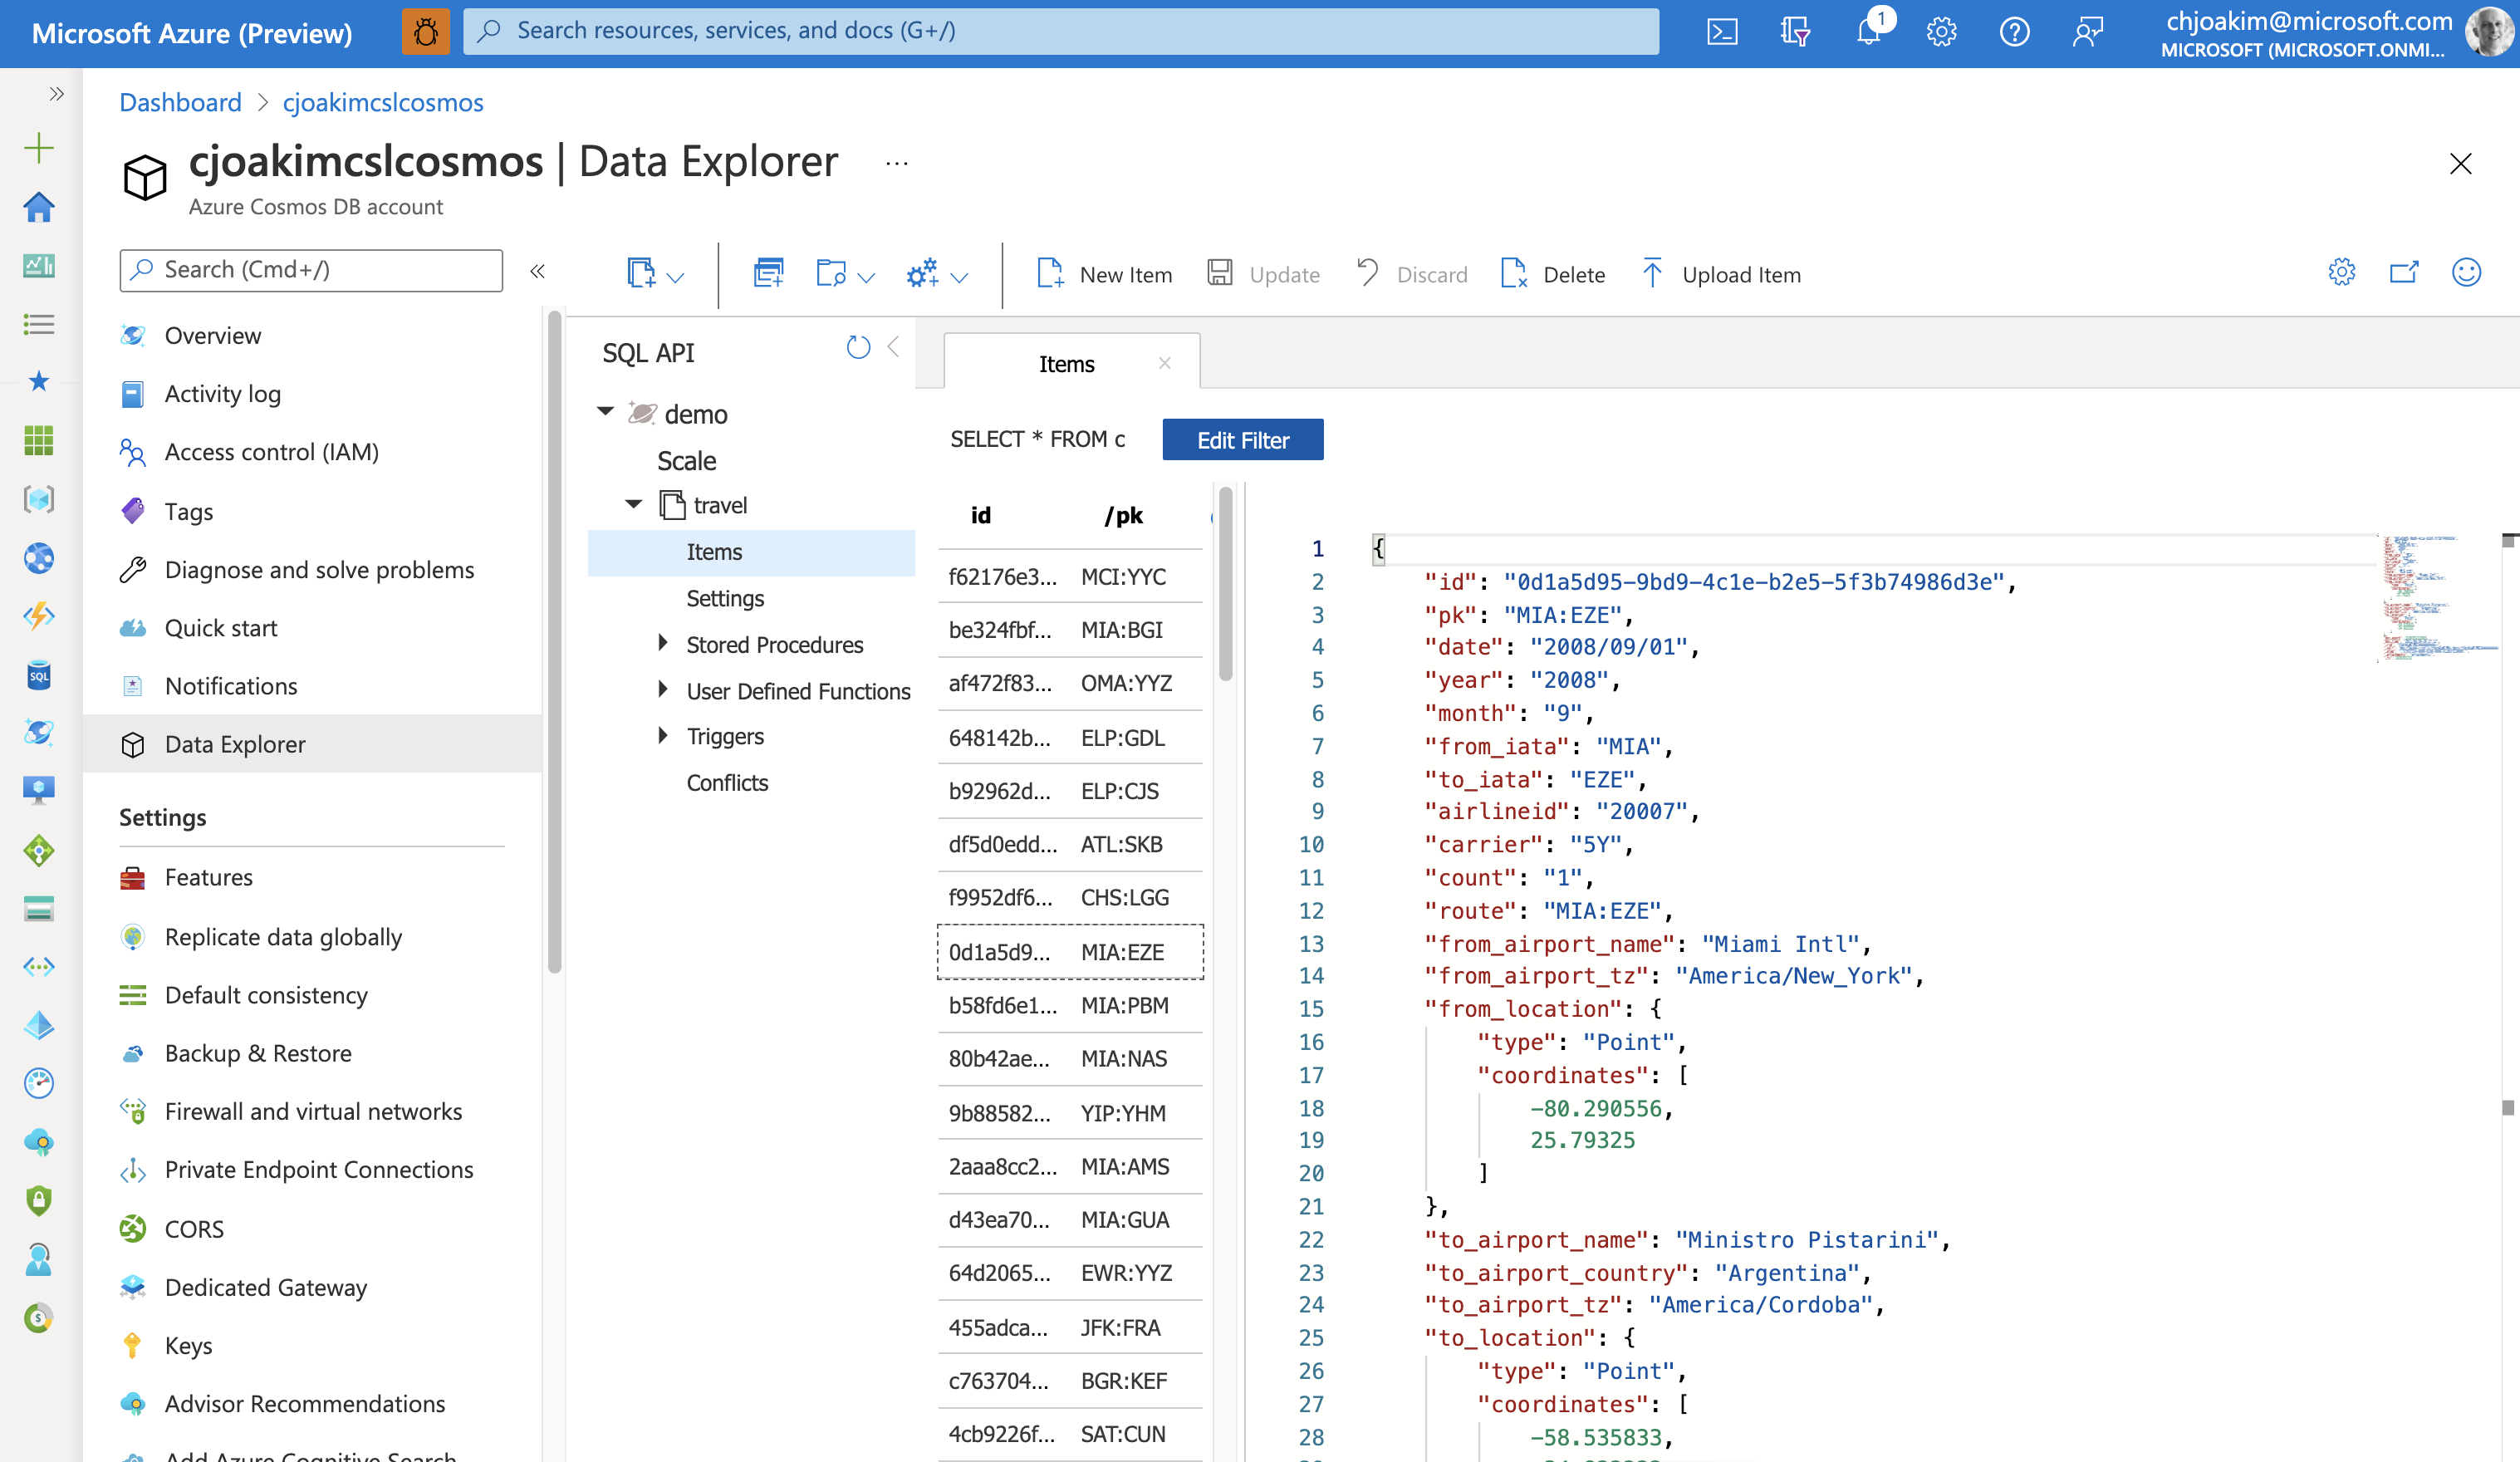 Microsoft Azure (Preview)
Search resources, services, and docs (G+/)
1
chjoakim@microsoft.com
MICROSOFT (MICROSOFT.ONMI...
Dashboard > cjoakimcslcosmos
cjoakimcslcosmos | Data Explorer ...
Azure Cosmos DB account
Search (Cmd+/)
«
New Item
Update
Discard
Delete
Upload Item
Overview
Activity log
Access control (IAM)
Tags
Diagnose and solve problems
Quick start
Notifications
Data Explorer
Settings
Features
Replicate data globally
Default consistency
Backup & Restore
Firewall and virtual networks
Private Endpoint Connections
CORS
Dedicated Gateway
Keys
Advisor Recommendations
Add Azure Cognitive Search
SQL
SQL API
demo
Scale
travel
Items
Settings
Stored Procedures
User Defined Functions
Triggers
Conflicts
Items
SELECT * FROM c
Edit Filter
id /pk
f62176e3... MCI:YYC
be324fbf... MIA:BGI
af472f83... OMA:YYZ
648142b... ELP:GDL
b92962d... ELP:CJS
df5d0edd... ATL:SKB
f9952df6... CHS:LGG
0d1a5d9... MIA:EZE
b58fd6e1... MIA:PBM
80b42ae... MIA:NAS
9b88582... YIP:YHM
2aaa8cc2... MIA:AMS
d43ea70... MIA:GUA
64d2065... EWR:YYZ
455adca... JFK:FRA
c763704... BGR:KEF
4cb9226f... SAT:CUN
1 {
2 "id": "0d1a5d95-9bd9-4c1e-b2e5-5f3b74986d3e",
3 "pk": "MIA:EZE",
4 "date": "2008/09/01",
5 "year": "2008",
6 "month": "9",
7 "from_iata": "MIA",
8 "to_iata": "EZE",
9 "airlineid": "20007",
10 "carrier": "5Y",
11 "count": "1",
12 "route": "MIA:EZE",
13 "from_airport_name": "Miami Intl",
14 "from_airport_tz": "America/New_York",
15 "from_location": {
16 "type": "Point",
17 "coordinates": [
18 -80.290556,
19 25.79325
20 ]
21 },
22 "to_airport_name": "Ministro Pistarini",
23 "to_airport_country": "Argentina",
24 "to_airport_tz": "America/Cordoba",
25 "to_location": {
26 "type": "Point",
27 "coordinates": [
28 -58.535833,